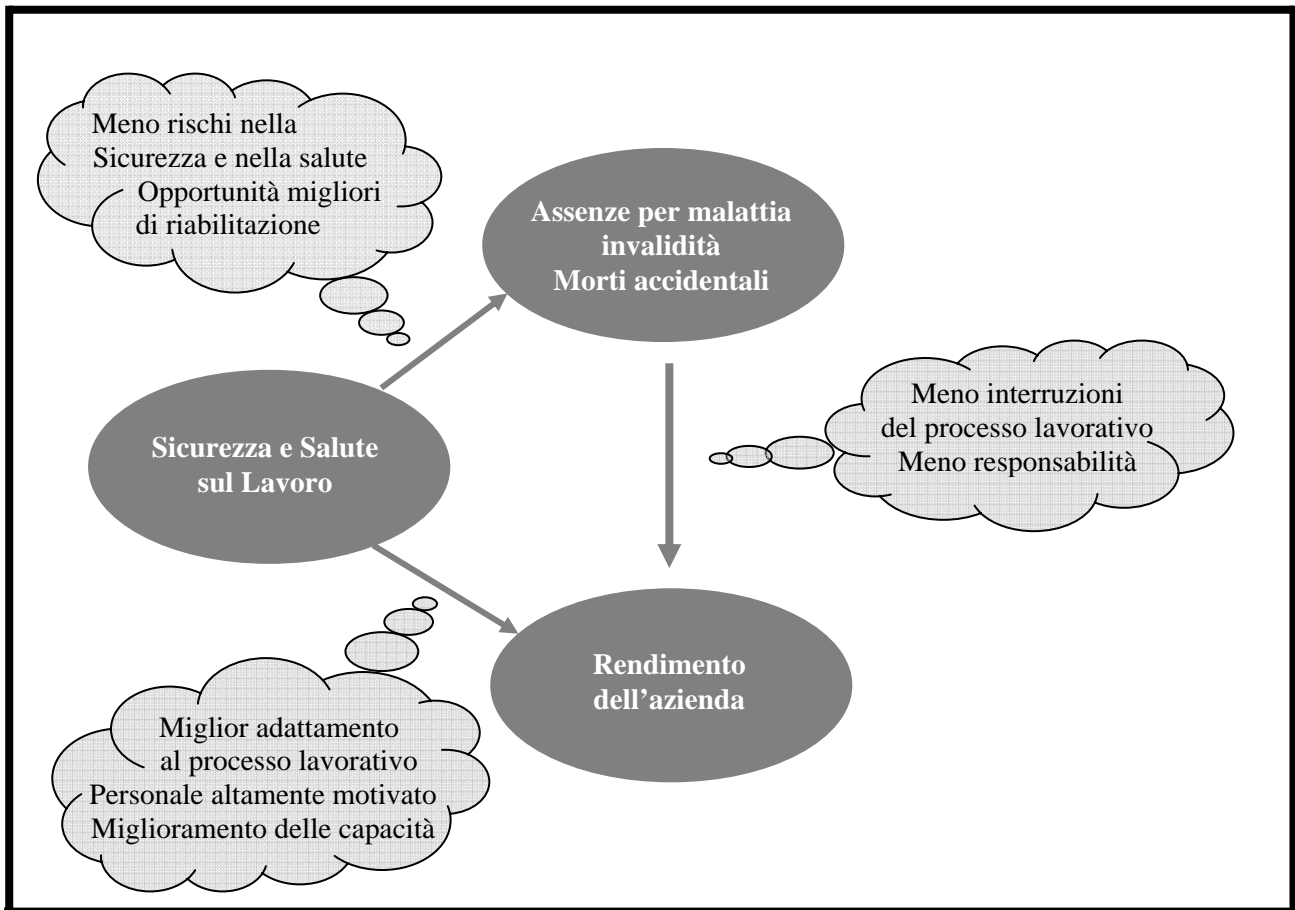 Meno rischi nella
Sicurezza e nella salute
Opportunità migliori
di riabilitazione
Assenze per malattia
invalidità
Morti accidentali
Meno interruzioni
del processo lavorativo
Meno responsabilità
Sicurezza e Salute
sul Lavoro
Rendimento
dell’azienda
Miglior adattamento
al processo lavorativo
Personale altamente motivato
Miglioramento delle capacità